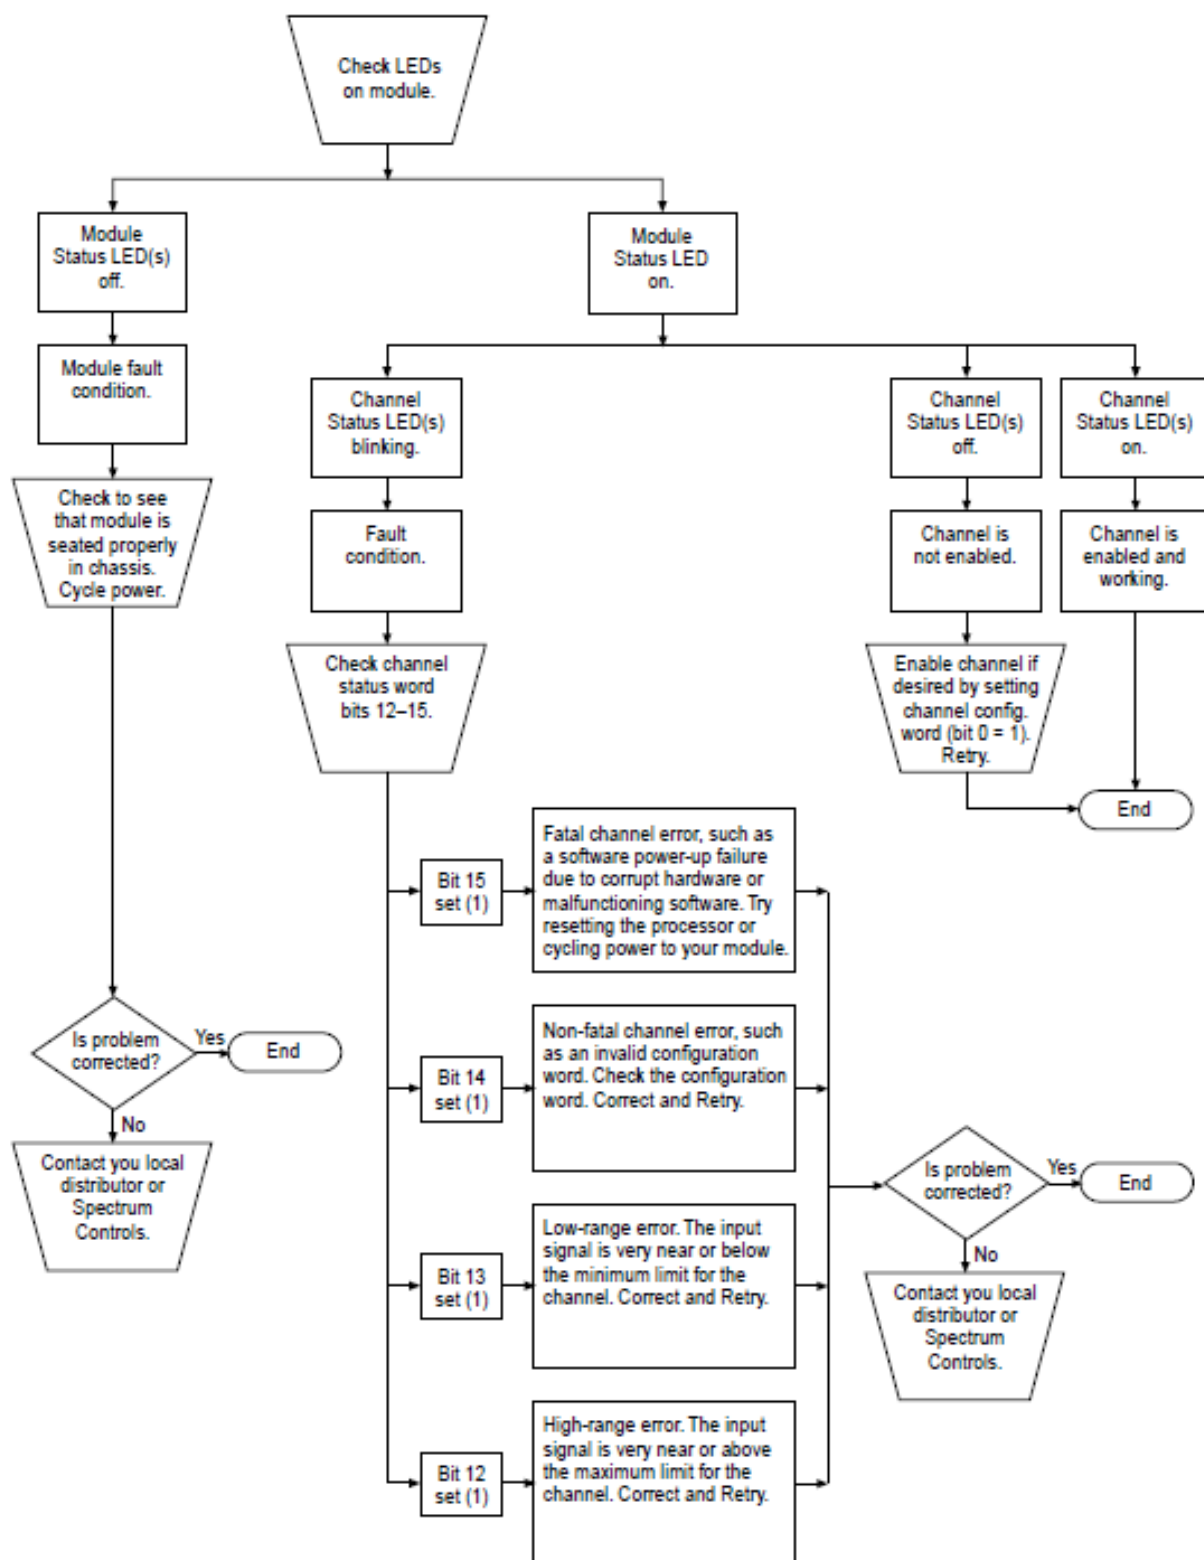 Check LEDs
on module.
Module
Status LED(s)
off.
Module
Status LED
on.
Module fault
condition.
Channel
Status LED(s)
blinking.
Channel
Status LED(s)
off.
Channel
Status LED(s)
on.
Check to see
that module is
seated properly
in chassis.
Cycle power.
Fault
condition.
Channel is
not enabled.
Channel is
enabled and
working.
Check channel
status word
bits 12–15.
Enable channel if
desired by setting
channel config.
word (bit 0 = 1).
Retry.
End
Bit 15
set (1)
Fatal channel error, such as
a software power-up failure
due to corrupt hardware or
malfunctioning software. Try
resetting the processor or
cycling power to your module.
Is problem
corrected?
Yes
End
No
Contact you local
distributor or
Spectrum
Controls.
Bit 14
set (1)
Non-fatal channel error, such
as an invalid configuration
word. Check the configuration
word. Correct and Retry.
Bit 13
set (1)
Low-range error. The input
signal is very near or below
the minimum limit for the
channel. Correct and Retry.
Bit 12
set (1)
High-range error. The input
signal is very near or above
the maximum limit for the
channel. Correct and Retry.
Is problem
corrected?
Yes
End
No
Contact you local
distributor or
Spectrum
Controls.